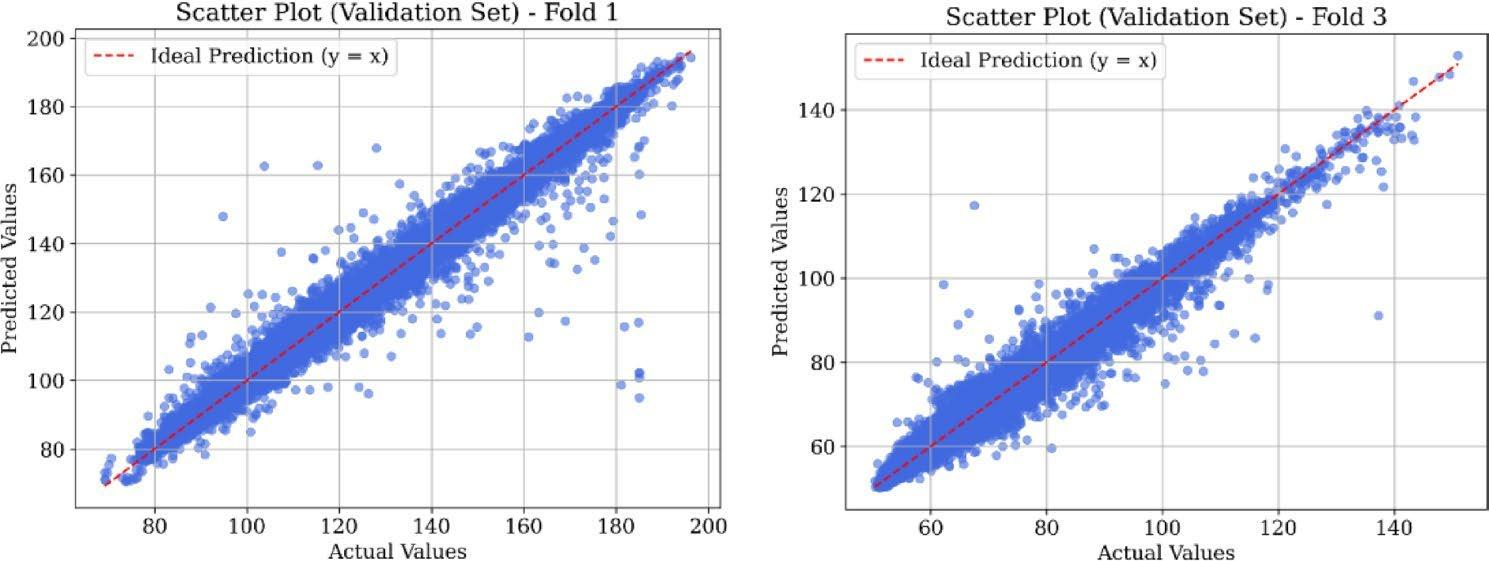 Scatter Plot (Validation Set) - Fold 1
Ideal Prediction (y = x)
200
180
160
140
120
100
80
Predicted Values
80 100 120 140 160 180 200
Actual Values
Scatter Plot (Validation Set) - Fold 3
Ideal Prediction (y = x)
140
120
100
80
60
Predicted Values
60 80 100 120 140
Actual Values